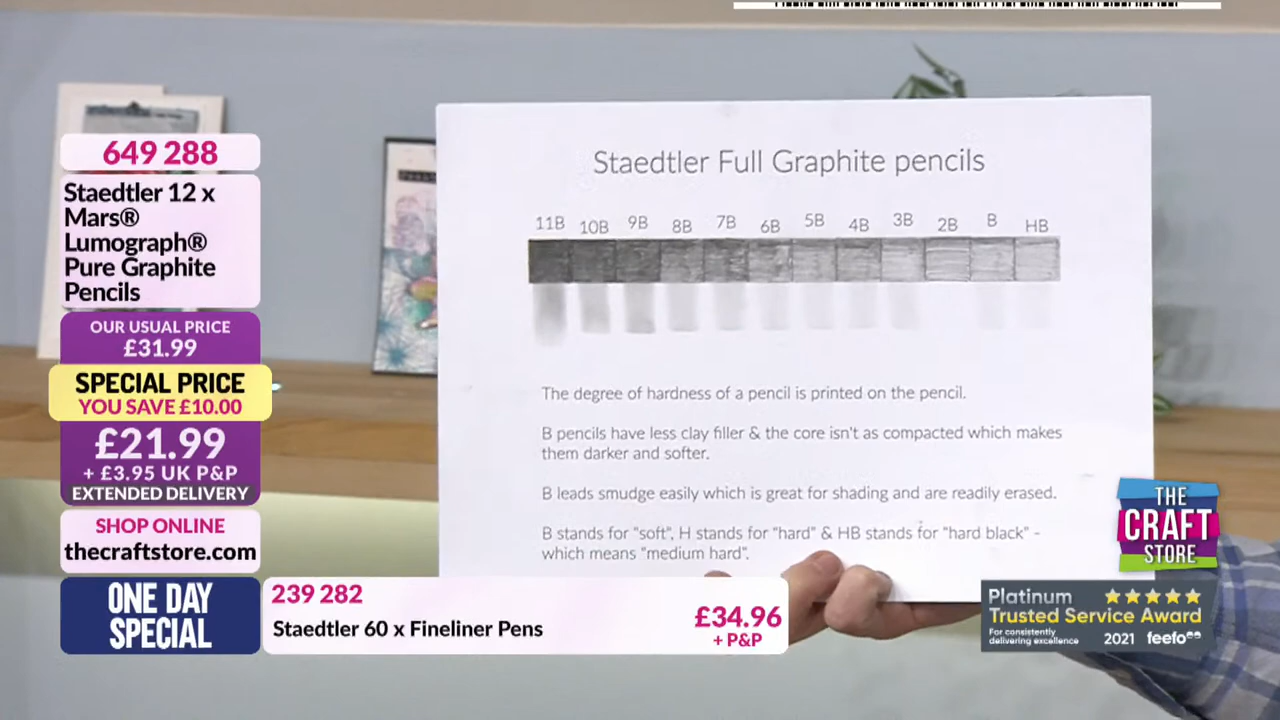 649 288
Staedtler 12 x
Mars®
Lumograph®
Pure Graphite
Pencils
OUR USUAL PRICE
£31.99
SPECIAL PRICE
YOU SAVE £10.00
£21.99
+ £3.95 UK P&P
EXTENDED DELIVERY
SHOP ONLINE
thecraftstore.com
ONE DAY
SPECIAL
239 282
Staedtler 60 x Fineliner Pens
£34.96
+ P&P
Staedtler Full Graphite pencils
11B 10B 9B 8B 7B 6B 5B 4B 3B 2B B HB
The degree of hardness of a pencil is printed on the pencil.
B pencils have less clay filler & the core isn't as compacted which makes
them darker and softer.
B leads smudge easily which is great for shading and are readily erased.
B stands for "soft", H stands for "hard" & HB stands for "hard black" -
which means "medium hard".
THE
CRAFT
STORE
Platinum
Trusted Service Award
For consistently
delivering excellence
2021 feefo